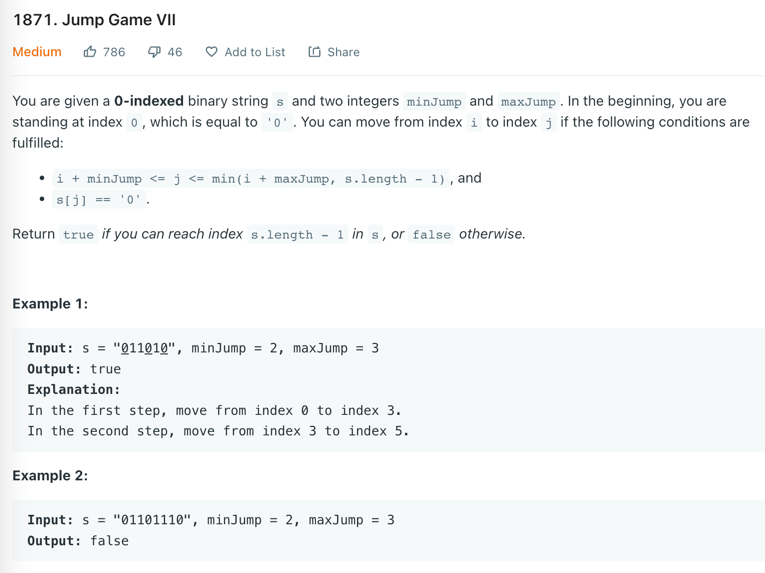 1871. Jump Game VII
Medium 786 46 Add to List Share
You are given a 0-indexed binary string s and two integers minJump and maxJump . In the beginning, you are
standing at index 0 , which is equal to '0' . You can move from index i to index j if the following conditions are
fulfilled:
• i + minJump <= j <= min(i + maxJump, s.length - 1) , and
• s[j] == '0' .
Return true if you can reach index s.length - 1 in s , or false otherwise.
Example 1:
Input: s = "011010", minJump = 2, maxJump = 3
Output: true
Explanation:
In the first step, move from index 0 to index 3.
In the second step, move from index 3 to index 5.
Example 2:
Input: s = "01101110", minJump = 2, maxJump = 3
Output: false